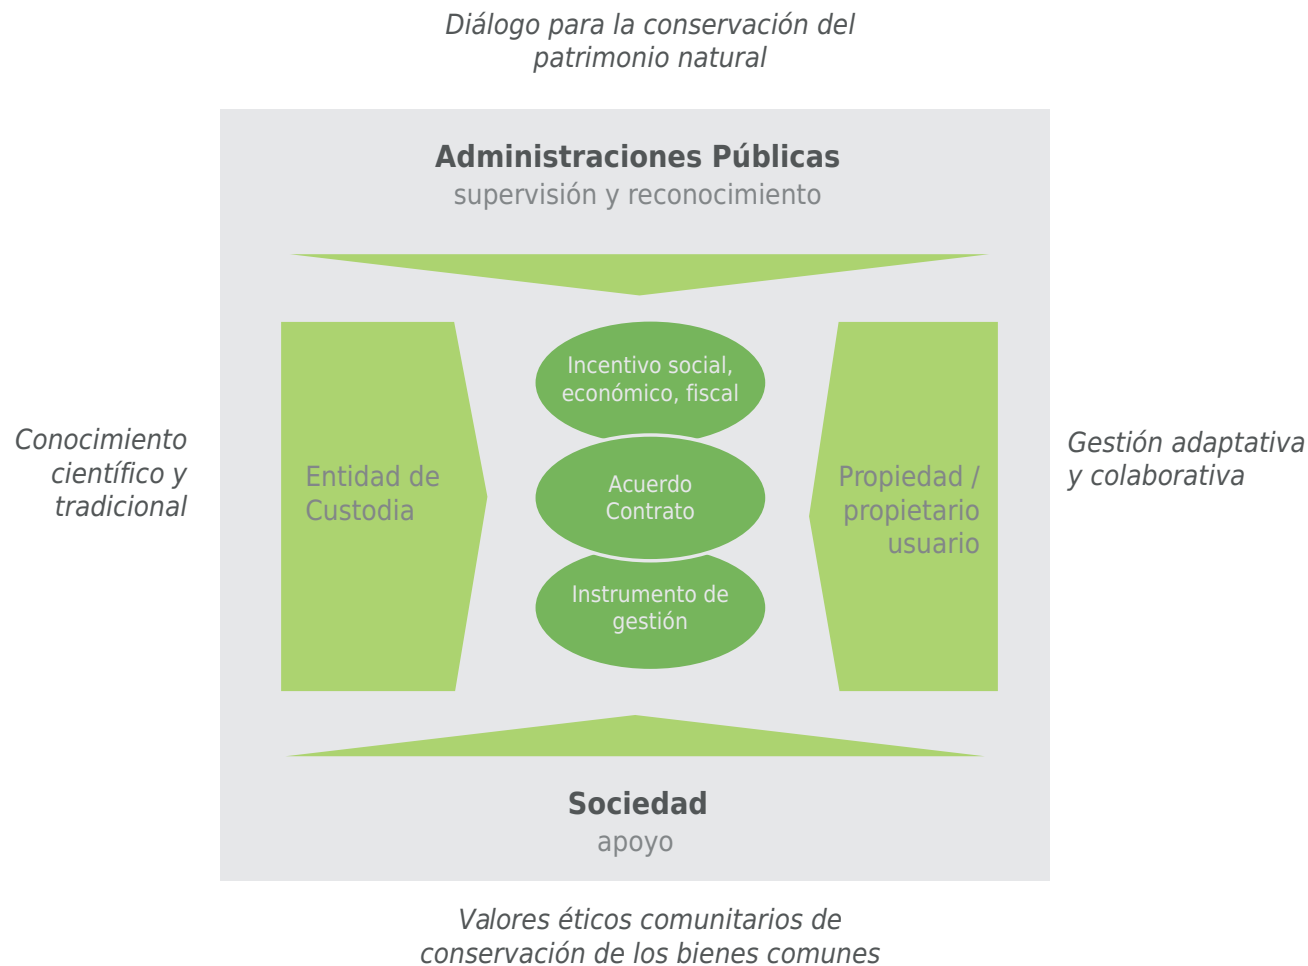 Diálogo para la conservación del
patrimonio natural
Administraciones Públicas
supervisión y reconocimiento
Incentivo social,
económico, fiscal
Conocimiento
científico y
tradicional
Entidad de
Custodia
Acuerdo
Contrato
Propiedad /
propietario
usuario
Gestión adaptativa
y colaborativa
Instrumento de
gestión
Sociedad
apoyo
Valores éticos comunitarios de
conservación de los bienes comunes